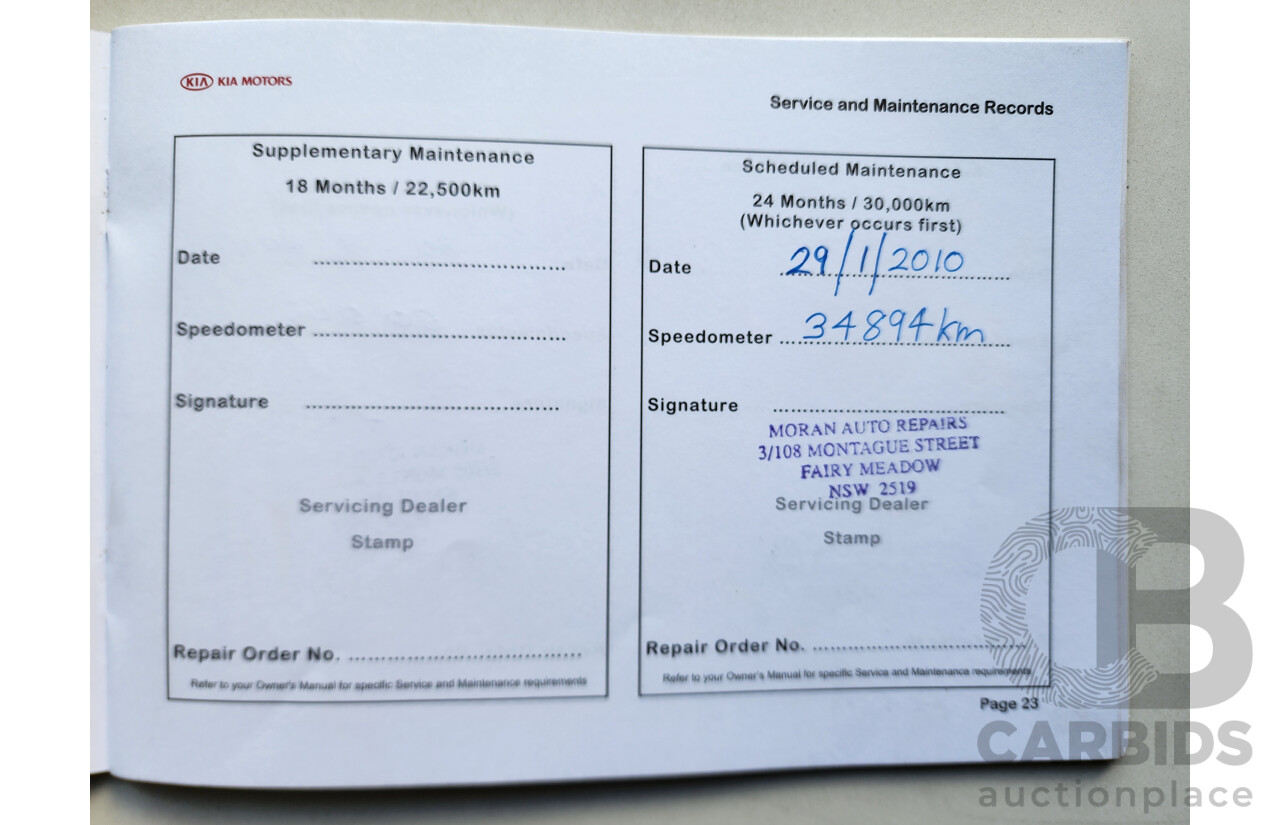 KIA KIA MOTORS
Service and Maintenance Records
Supplementary Maintenance
18 Months / 22,500km
Date ................................
Speedometer ................................
Signature ................................
Servicing Dealer
Stamp
Repair Order No. ................................
Refer to your Owner's Manual for specific Service and Maintenance requirements
Scheduled Maintenance
24 Months / 30,000km
(Whichever occurs first)
Date 29/1/2010
Speedometer 34894km
Signature ................................
MORAN AUTO REPAIRS
3/108 MONTAGUE STREET
FAIRY MEADOW
NSW 2519
Servicing Dealer
Stamp
Repair Order No. ................................
Refer to your Owner's Manual for specific Service and Maintenance requirements
Page 23
CB
CARBIDS
auctionplace